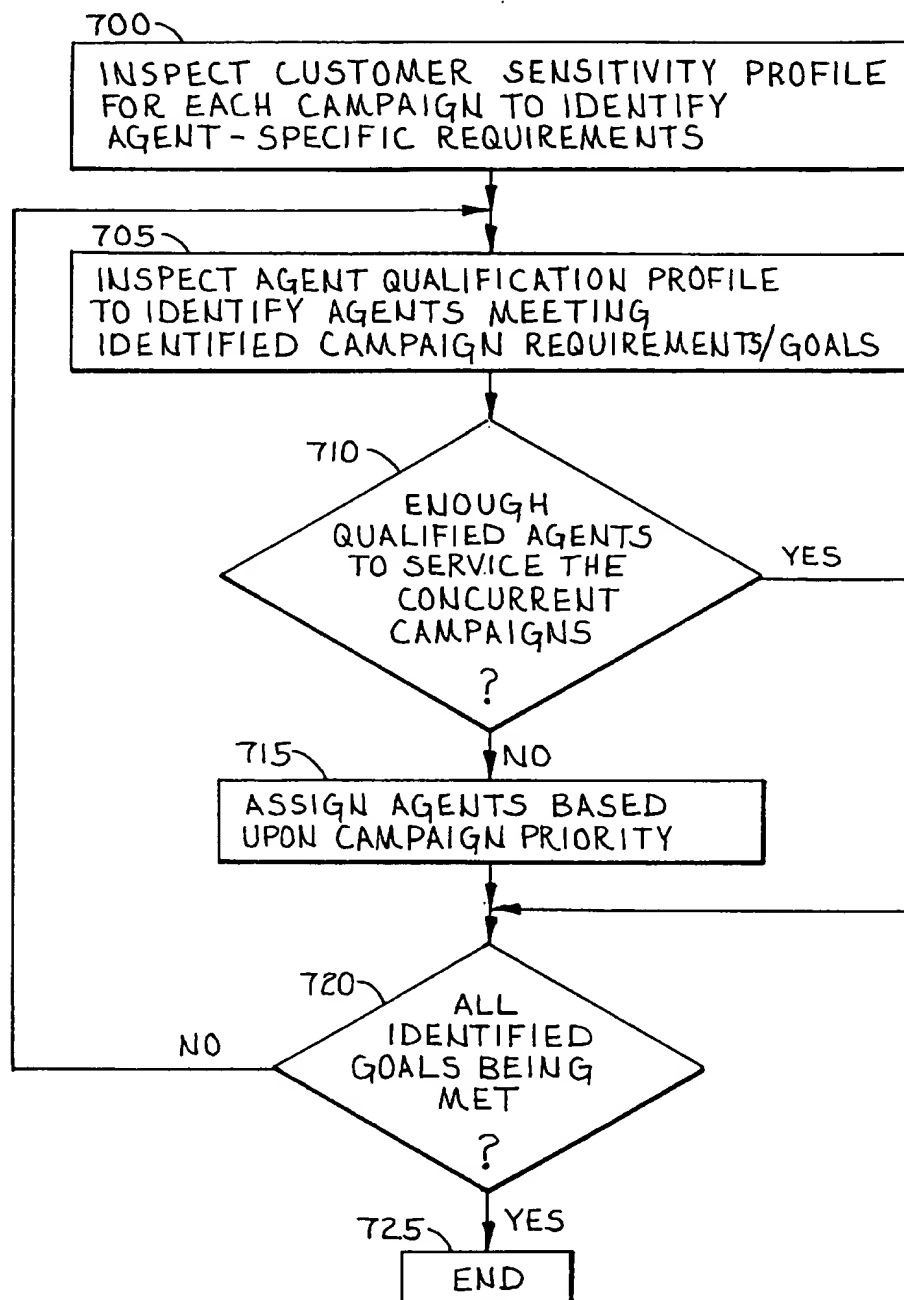 700
INSPECT CUSTOMER SENSITIVITY PROFILE
FOR EACH CAMPAIGN TO IDENTIFY
AGENT-SPECIFIC REQUIREMENTS
705
INSPECT AGENT QUALIFICATION PROFILE
TO IDENTIFY AGENTS MEETING
IDENTIFIED CAMPAIGN REQUIREMENTS/GOALS
710
ENOUGH
QUALIFIED AGENTS
TO SERVICE THE
CONCURRENT
CAMPAIGNS
?
YES
NO
715
ASSIGN AGENTS BASED
UPON CAMPAIGN PRIORITY
720
ALL
IDENTIFIED
GOALS BEING
MET
?
NO
YES
725
END